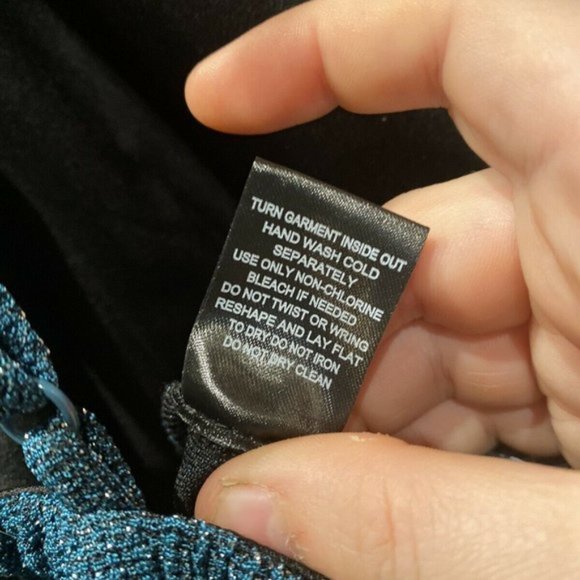 TURN GARMENT INSIDE OUT
HAND WASH COLD
SEPARATELY
USE ONLY NON-CHLORINE
BLEACH IF NEEDED
DO NOT TWIST OR WRING
RESHAPE AND LAY FLAT
TO DRY DO NOT IRON
DO NOT DRY CLEAN